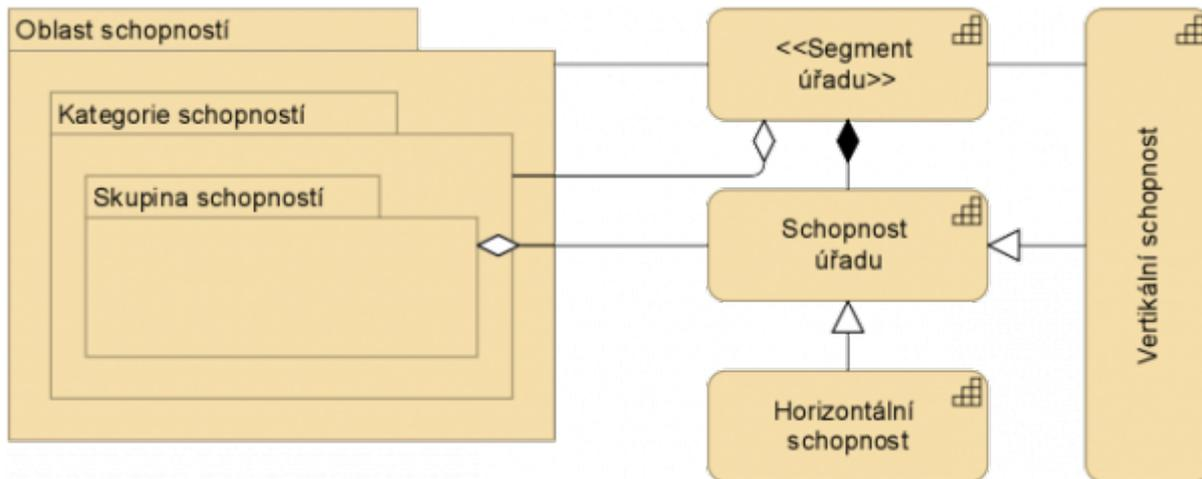 Oblast schopností
Kategorie schopností
Skupina schopností
<<Segment
úřadu>>
Schopnost
úřadu
Horizontální
schopnost
Vertikální schopnost